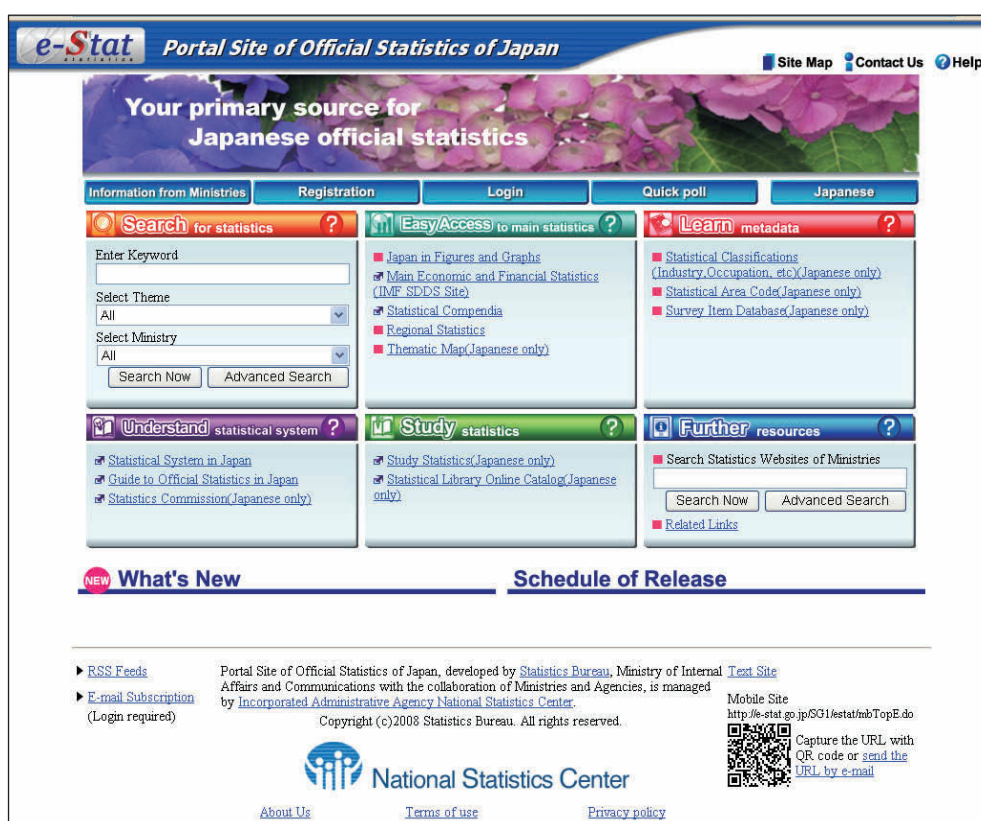 e-Stat
statistics
Portal Site of Official Statistics of Japan
Site Map Contact Us Help
Your primary source for
Japanese official statistics
Information from Ministries Registration Login Quick poll Japanese
Search for statistics ?
Enter Keyword
Select Theme
All
Select Ministry
All
Search Now Advanced Search
Easy Access to main statistics ?
Japan in Figures and Graphs
Main Economic and Financial Statistics
(IMF SDDS Site)
Statistical Compendia
Regional Statistics
Thematic Map(Japanese only)
Learn metadata ?
Statistical Classifications
(Industry,Occupation, etc)(Japanese only)
Statistical Area Code(Japanese only)
Survey Item Database(Japanese only)
Understand statistical system ?
Statistical System in Japan
Guide to Official Statistics in Japan
Statistics Commission(Japanese only)
Study statistics ?
Study Statistics(Japanese only)
Statistical Library Online Catalog(Japanese
only)
Further resources ?
Search Statistics Websites of Ministries
Search Now Advanced Search
Related Links
NEW What's New
Schedule of Release
RSS Feeds
E-mail Subscription
(Login required)
Portal Site of Official Statistics of Japan, developed by Statistics Bureau, Ministry of Internal
Affairs and Communications with the collaboration of Ministries and Agencies, is managed
by Incorporated Administrative Agency National Statistics Center.
Copyright (c)2008 Statistics Bureau. All rights reserved.
Text Site
Mobile Site
http://e-stat.go.jp/SG1/estat/mbTopE.do
Capture the URL with
QR code or send the
URL by e-mail
National Statistics Center
About Us Terms of use Privacy policy